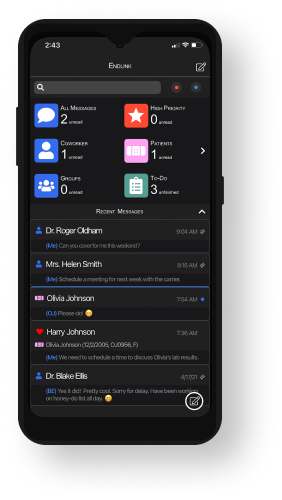 2:43
Endlink
All Messages
2 unread
High Priority
0 unread
Coworker
1 unread
Patients
1 unread
Groups
0 unread
To-Do
3 unfinished
Recent Messages
Dr. Roger Oldham 9:04 AM
(Me) Can you cover for me this weekend?
Mrs. Helen Smith 8:16 AM
(Me) Schedule a meeting for next week with the carrier.
Olivia Johnson 7:54 AM
(OJ) Please do!
Harry Johnson 7:38 AM
Olivia Johnson (12/2/2005, CU0956, F)
(Me) We need to schedule a time to discuss Olivia's lab results.
Dr. Blake Ellis 4/17/21
(BE) Yes it did! Pretty cool. Sorry for delay. Have been working
on honey-do list all day.